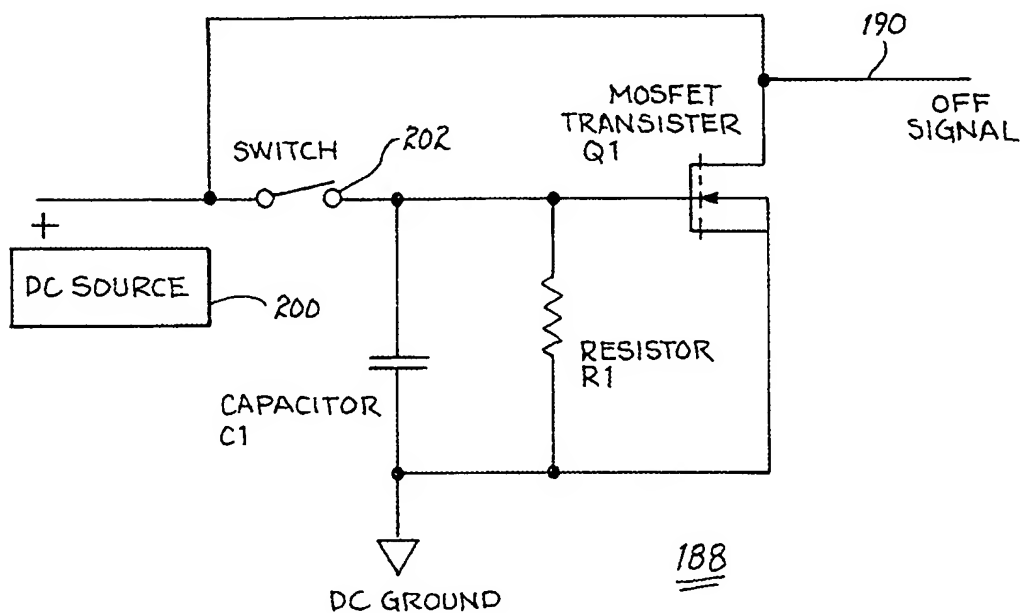 190
OFF
SIGNAL
MOSFET
TRANSISTER
Q1
SWITCH
202
+
DC SOURCE
200
RESISTOR
R1
CAPACITOR
C1
DC GROUND
188